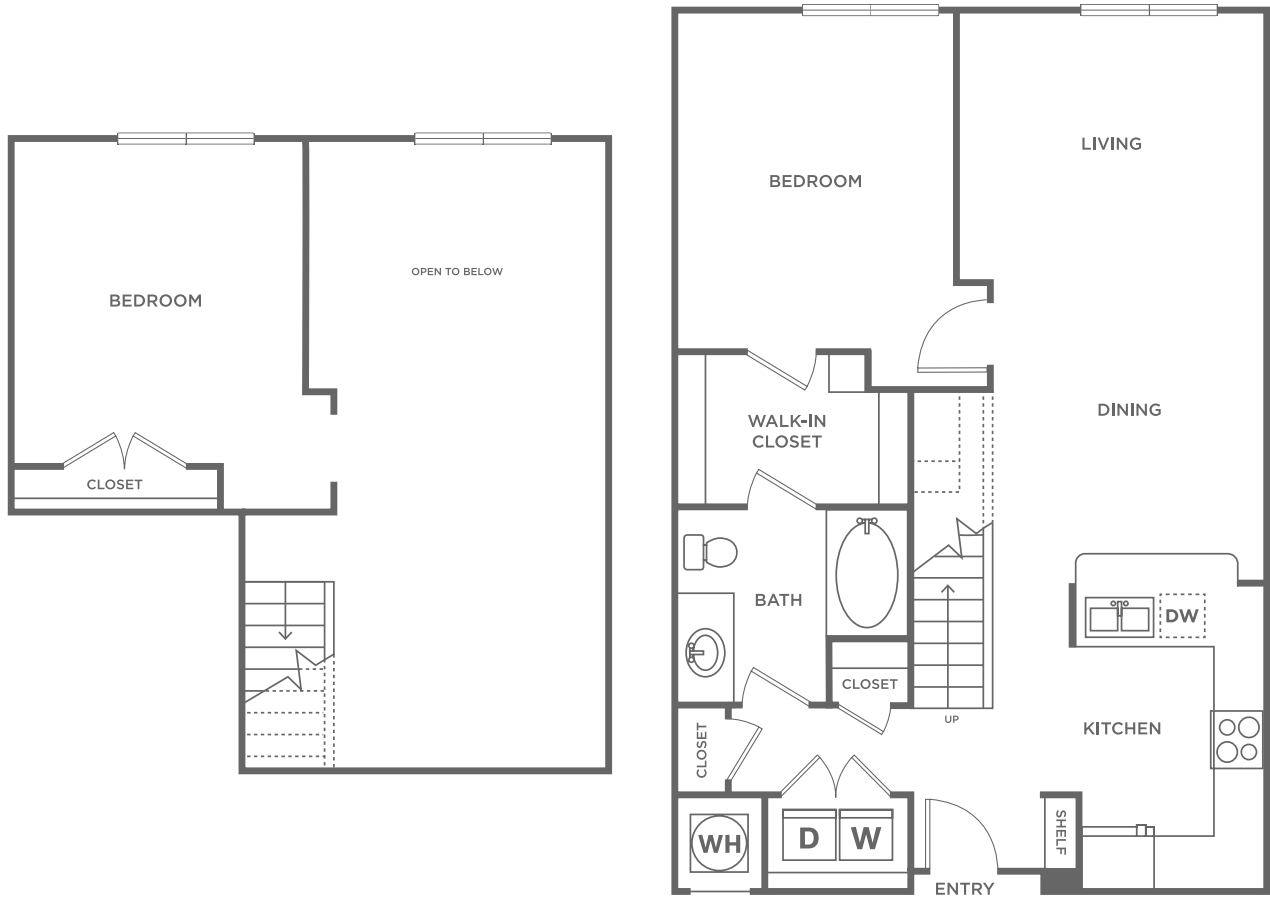 BEDROOM
OPEN TO BELOW
CLOSET
BEDROOM
LIVING
DINING
WALK-IN
CLOSET
BATH
CLOSET
CLOSET
UP
DW
KITCHEN
WH
D
W
SHELF
ENTRY